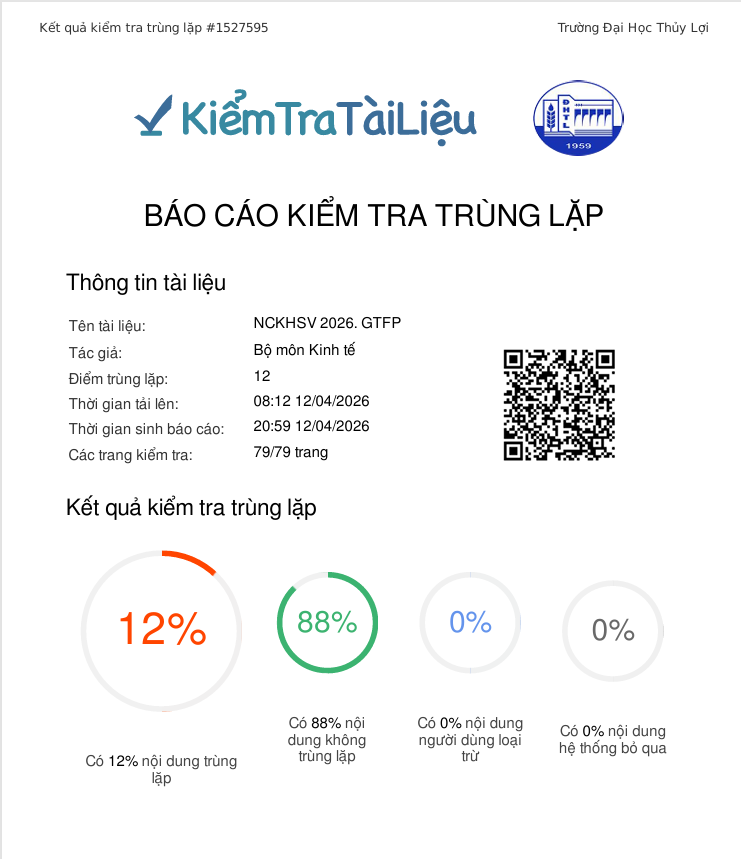 Kết quả kiểm tra trùng lặp #1527595
Trường Đại Học Thủy Lợi
KiểmTraTàiLiệu
ĐHTL
1959
BÁO CÁO KIỂM TRA TRÙNG LẶP
Thông tin tài liệu
Tên tài liệu: NCKHSV 2026. GTFP
Tác giả: Bộ môn Kinh tế
Điểm trùng lặp: 12
Thời gian tải lên: 08:12 12/04/2026
Thời gian sinh báo cáo: 20:59 12/04/2026
Các trang kiểm tra: 79/79 trang
Kết quả kiểm tra trùng lặp
12%
88%
0%
0%
Có 12% nội dung trùng
lặp
Có 88% nội
dung không
trùng lặp
Có 0% nội dung
người dùng loại
trừ
Có 0% nội dung
hệ thống bỏ qua